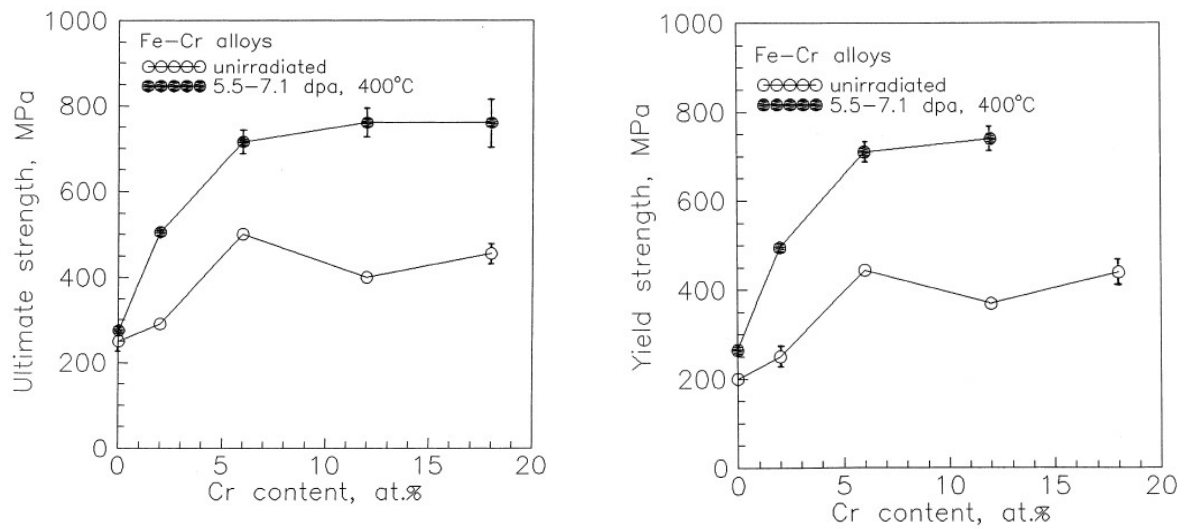 1000
800
600
400
200
0
Ultimate strength, MPa
Fe-Cr alloys
unirradiated
5.5-7.1 dpa, 400°C
0 5 10 15 20
Cr content, at.%
1000
800
600
400
200
0
Yield strength, MPa
Fe-Cr alloys
unirradiated
5.5-7.1 dpa, 400°C
0 5 10 15 20
Cr content, at.%